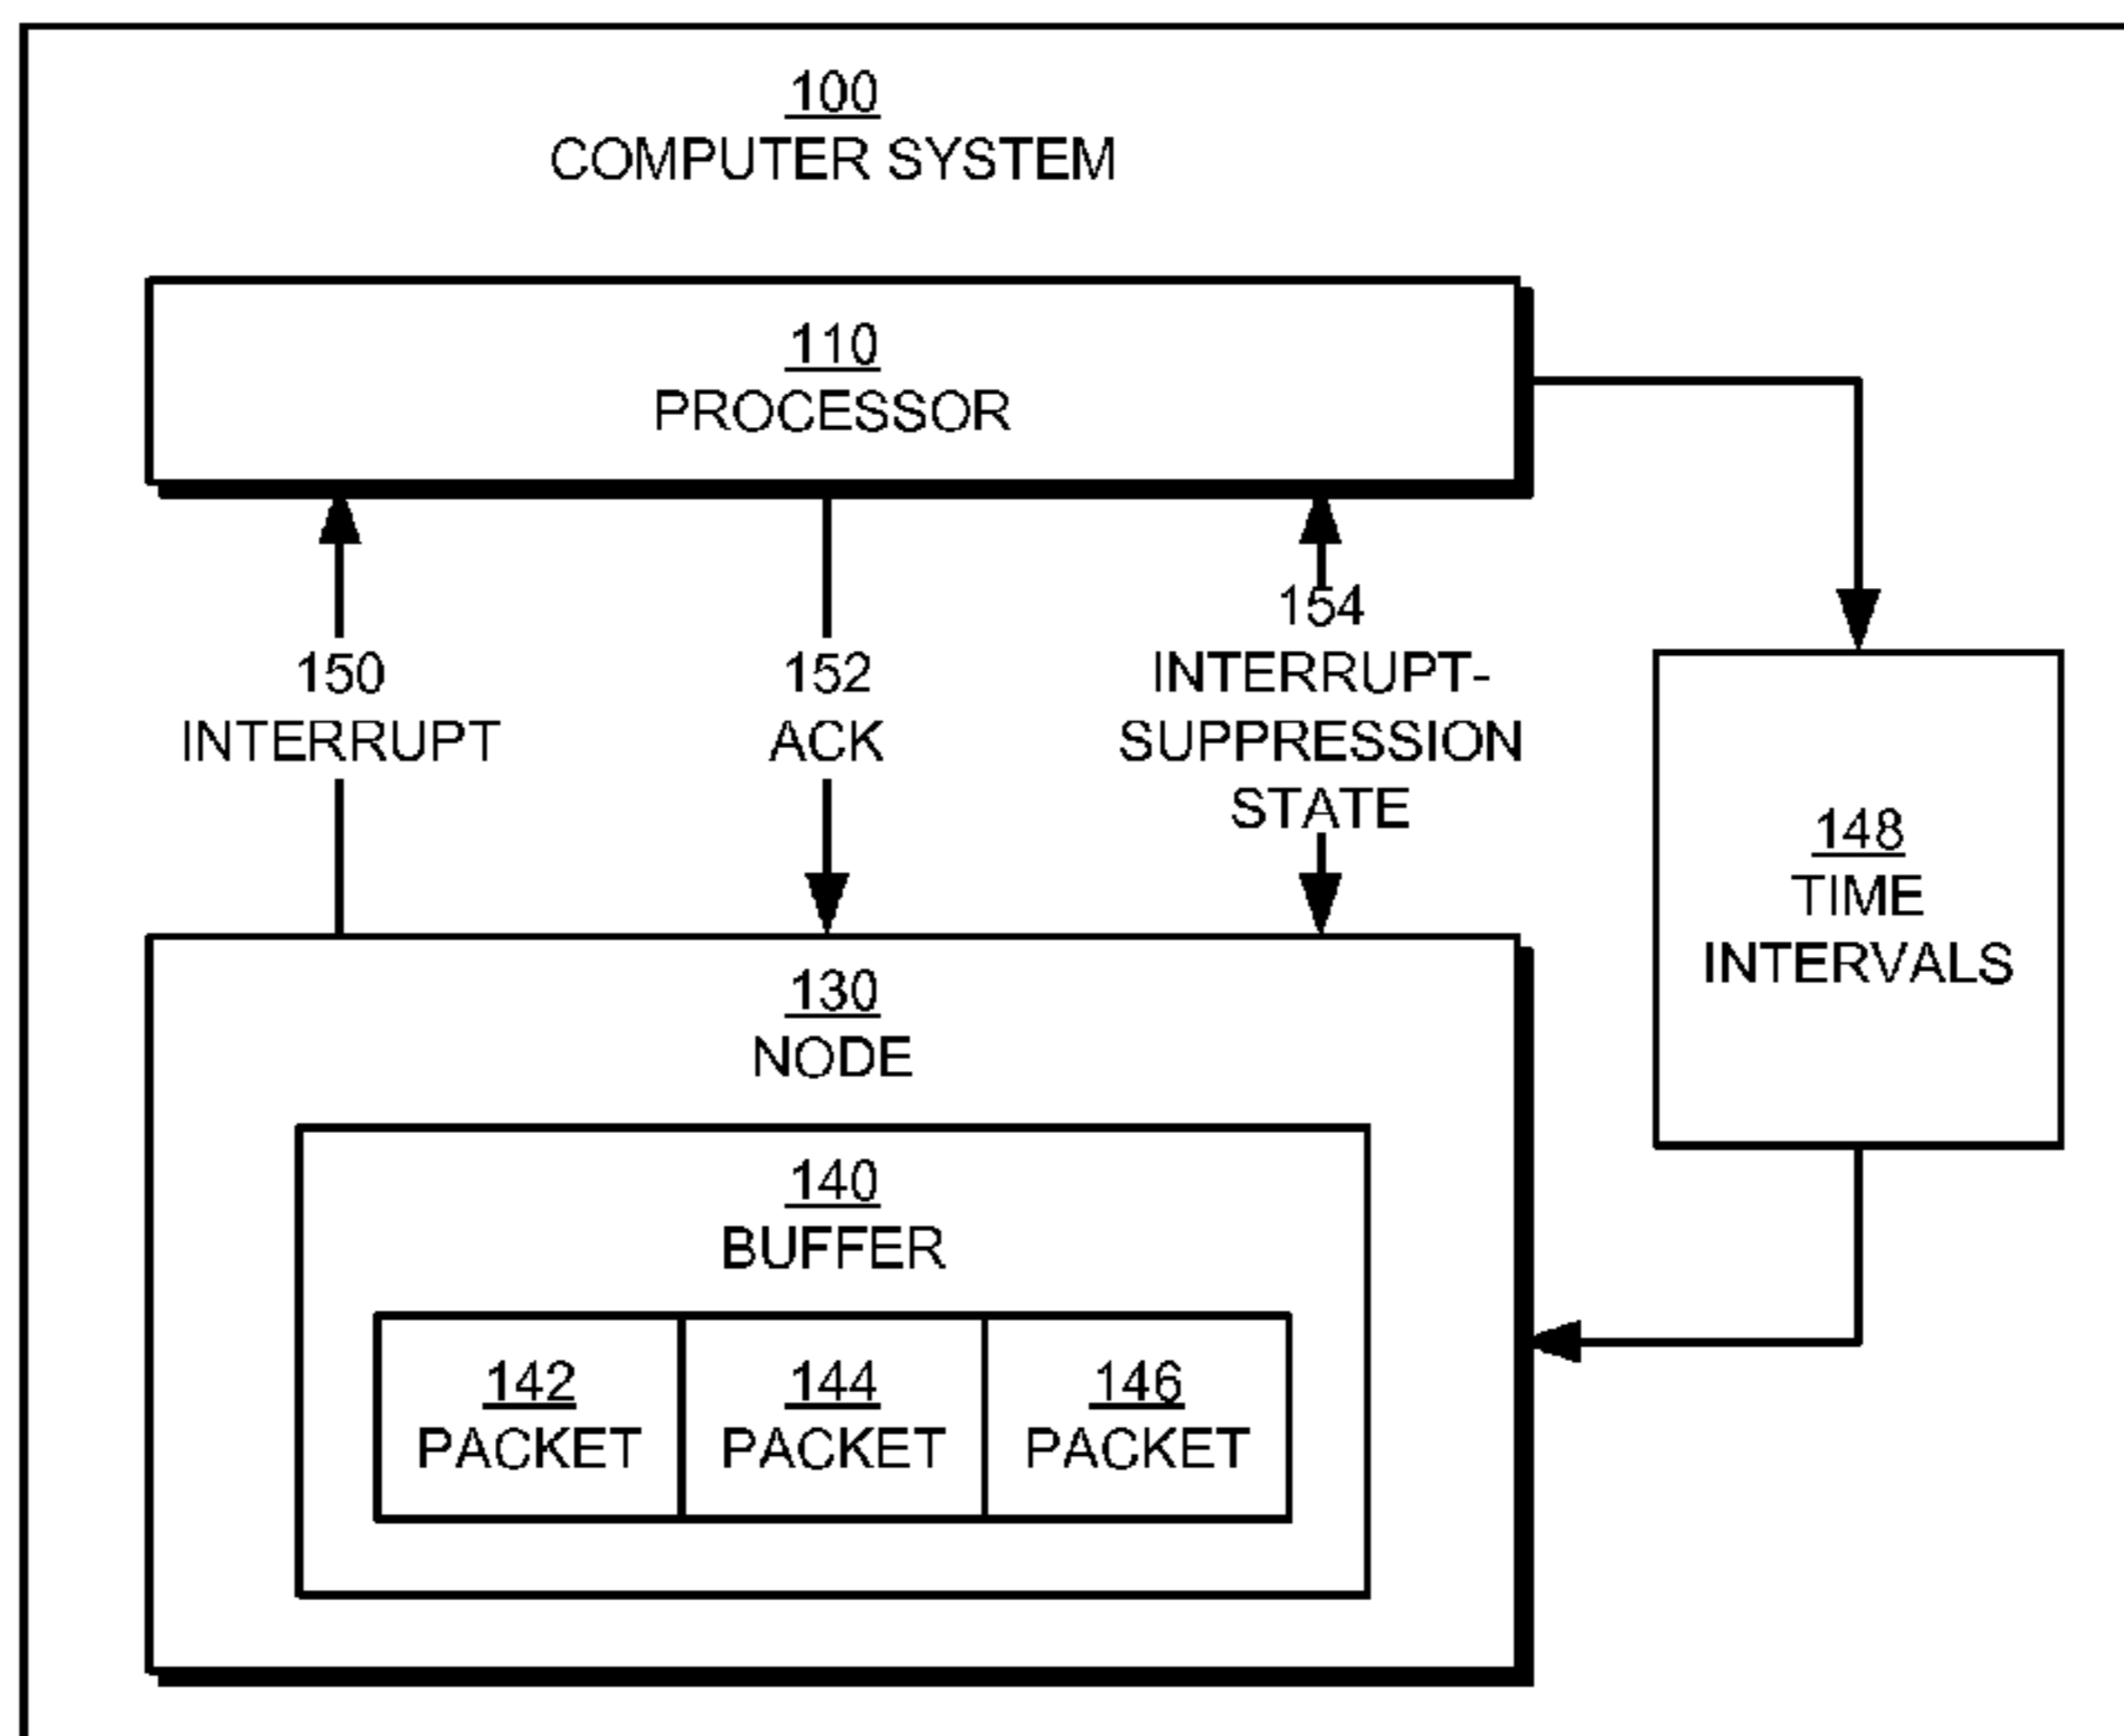 100
COMPUTER SYSTEM
110
PROCESSOR
150
INTERRUPT
152
ACK
154
INTERRUPT-
SUPPRESSION
STATE
148
TIME
INTERVALS
130
NODE
140
BUFFER
142
PACKET
144
PACKET
146
PACKET